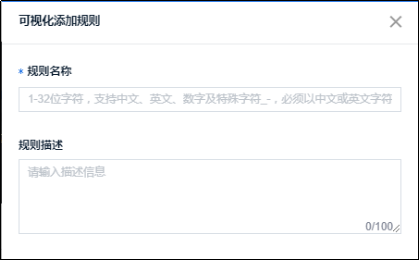 可视化添加规则
* 规则名称
1-32位字符，支持中文、英文、数字及特殊字符_-，必须以中文或英文字符
规则描述
请输入描述信息
0/100